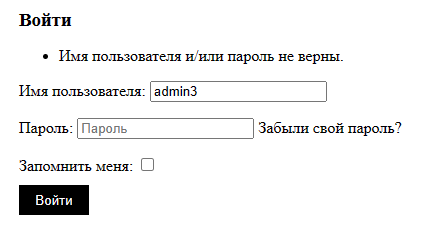 Войти
Имя пользователя и/или пароль не верны.
Имя пользователя: admin3
Пароль: Пароль Забыли свой пароль?
Запомнить меня:
Войти